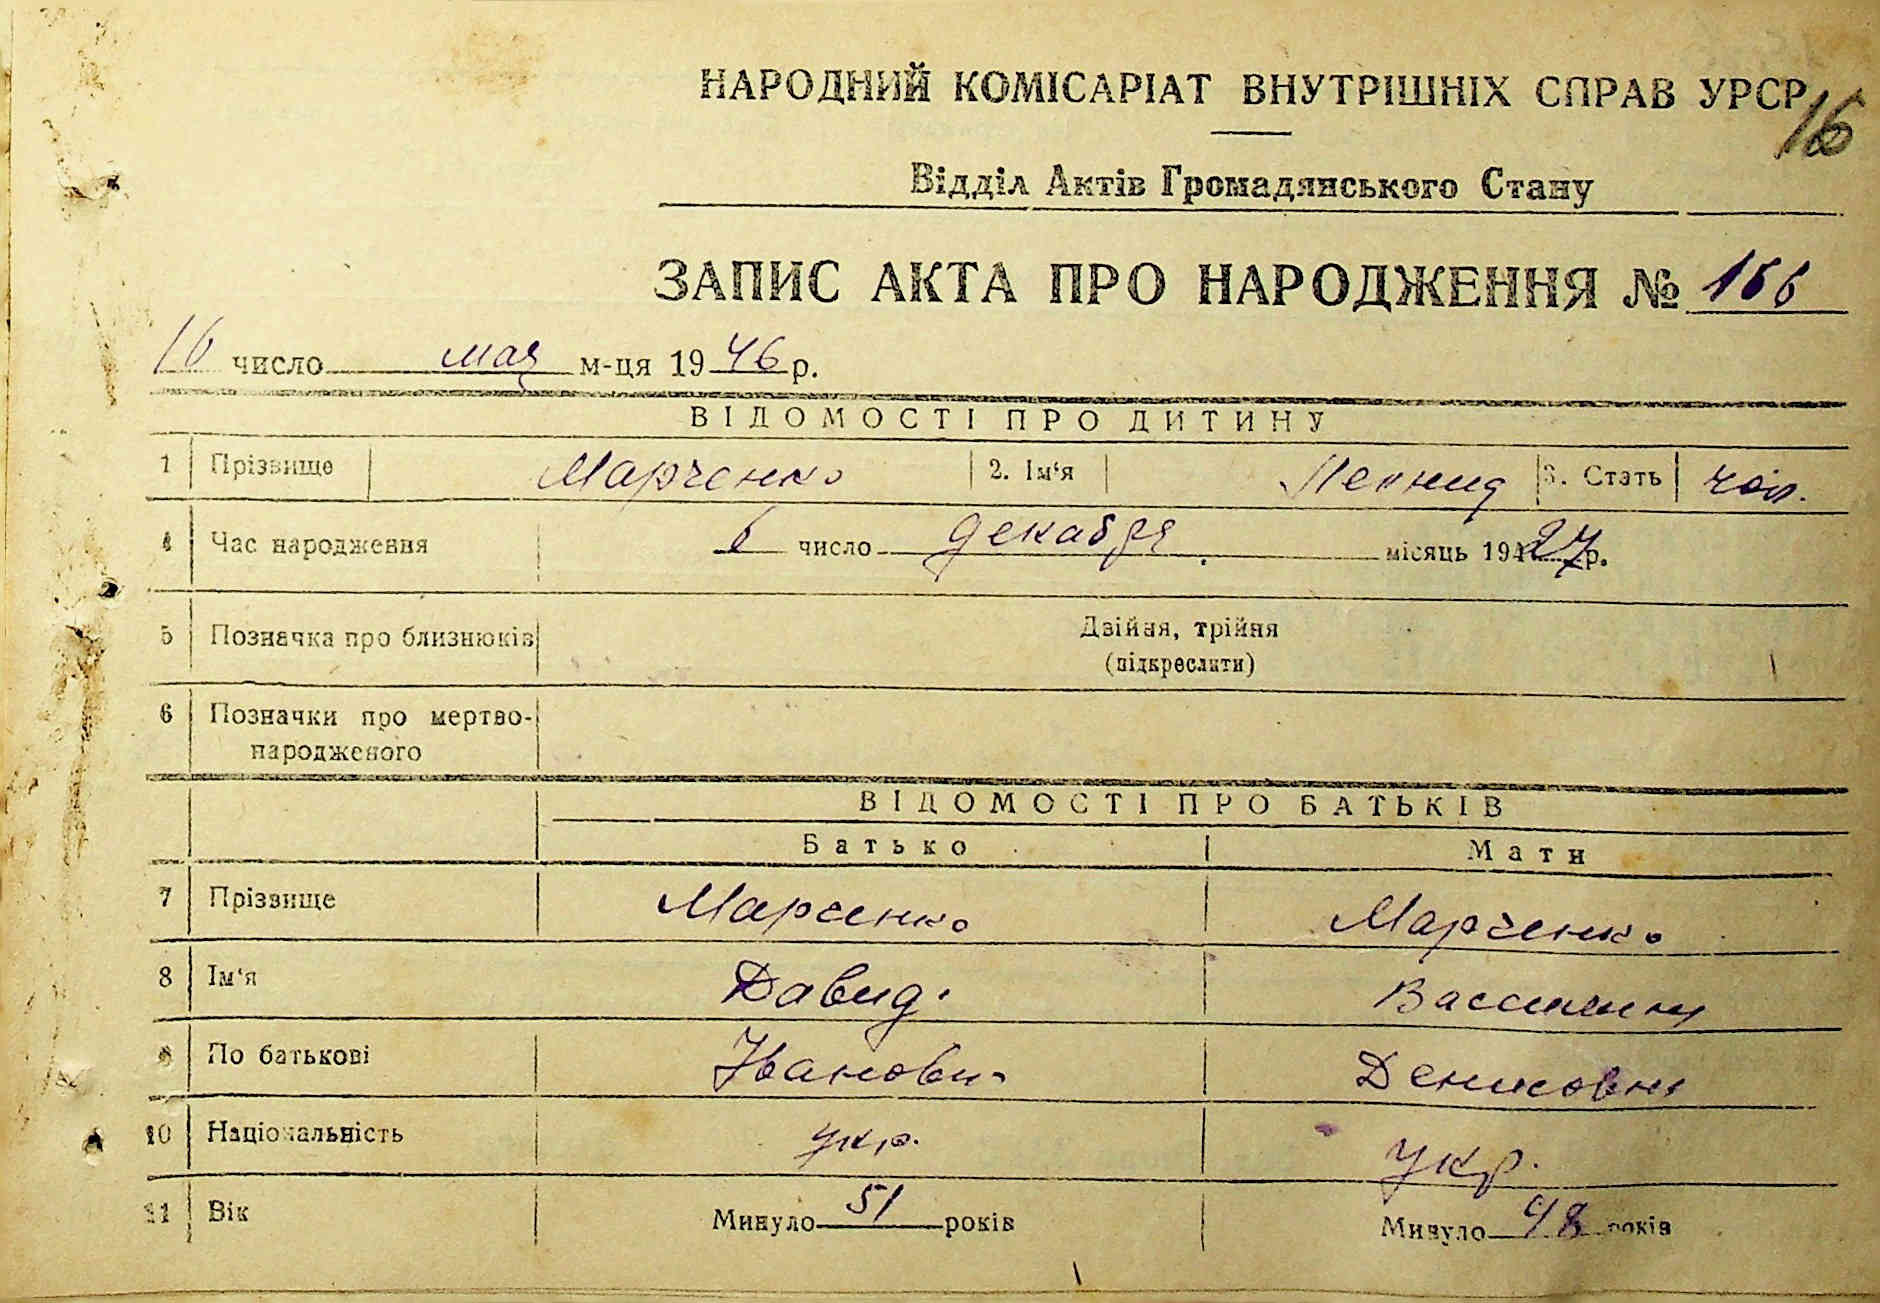 НАРОДНИЙ КОМІСАРІАТ ВНУТРІШНІХ СПРАВ УРСР
16
Відділ Актів Громадянського Стану
ЗАПИС АКТА ПРО НАРОДЖЕННЯ № 166
16 число мая м-ця 1946 р.
ВІДОМОСТІ ПРО ДИТИНУ
1 Прізвище Марченко 2. Ім'я Леонид 3. Стать чол.
4 Час народження 6 число декабря місяць 1927 р.
5 Позначка про близнюків Двійня, трійня
(підкреслити)
6 Позначки про мертво-
народженого
ВІДОМОСТІ ПРО БАТЬКІВ
Батько Мати
7 Прізвище Марченко Марченко
8 Ім'я Давид
9 По батькові Іванович Денисовна
10 Національність укр. укр.
11 Вік Минуло 51 років Минуло 48 років